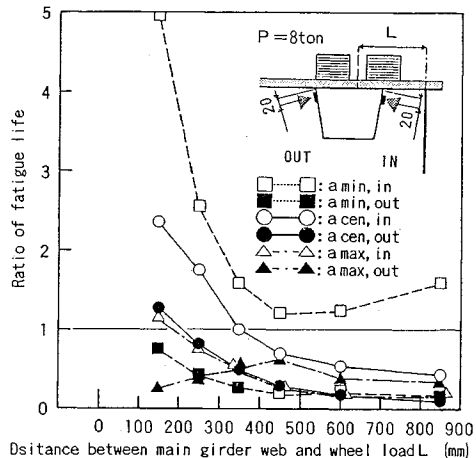 Ratio of fatigue life
6
5
4
3
2
1
0
P=8ton
L
20
20
OUT IN
: a min, in
: a min, out
: a cen, in
: a cen, out
: a max, in
: a max, out
0 100 200 300 400 500 600 700 800 900
Dsitance between main girder web and wheel load L (mm)